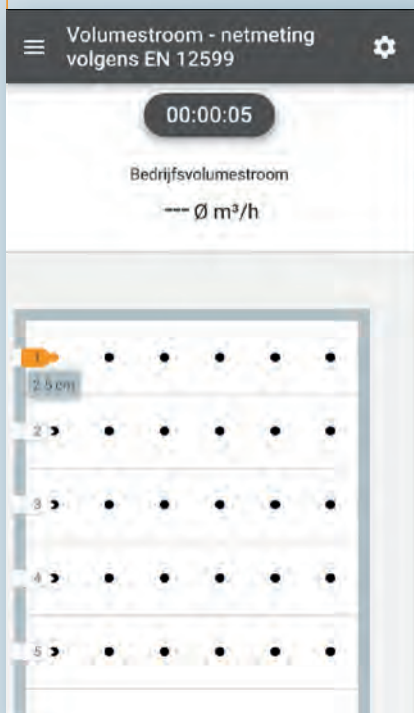 Volumestroom - netmeting
volgens EN 12599
00:00:05
Bedrijfsvolumestroom
--- Ø m³/h
1
2.5 cm
2
3
4
5